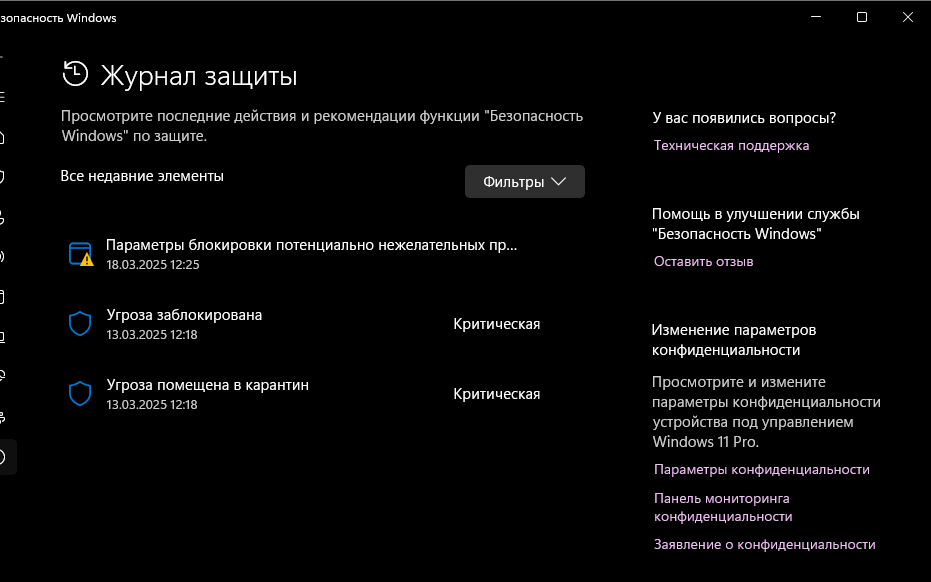 зопасность Windows
Журнал защиты
Просмотрите последние действия и рекомендации функции "Безопасность
Windows" по защите.
Все недавние элементы
Фильтры
Параметры блокировки потенциально нежелательных пр...
18.03.2025 12:25
Угроза заблокирована
13.03.2025 12:18
Критическая
Угроза помещена в карантин
13.03.2025 12:18
Критическая
У вас появились вопросы?
Техническая поддержка
Помощь в улучшении службы
"Безопасность Windows"
Оставить отзыв
Изменение параметров
конфиденциальности
Просмотрите и измените
параметры конфиденциальности
устройства под управлением
Windows 11 Pro.
Параметры конфиденциальности
Панель мониторинга
конфиденциальности
Заявление о конфиденциальности